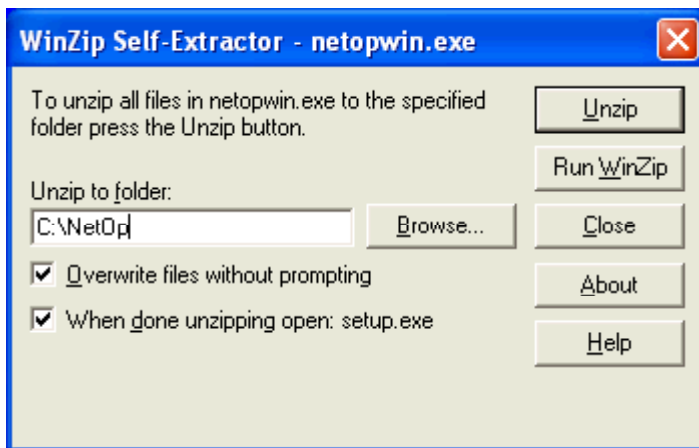 WinZip Self-Extractor - netopwin.exe
To unzip all files in netopwin.exe to the specified
folder press the Unzip button.
Unzip to folder:
C:\NetOp
Browse...
Overwrite files without prompting
When done unzipping open: setup.exe
Unzip
Run WinZip
Close
About
Help